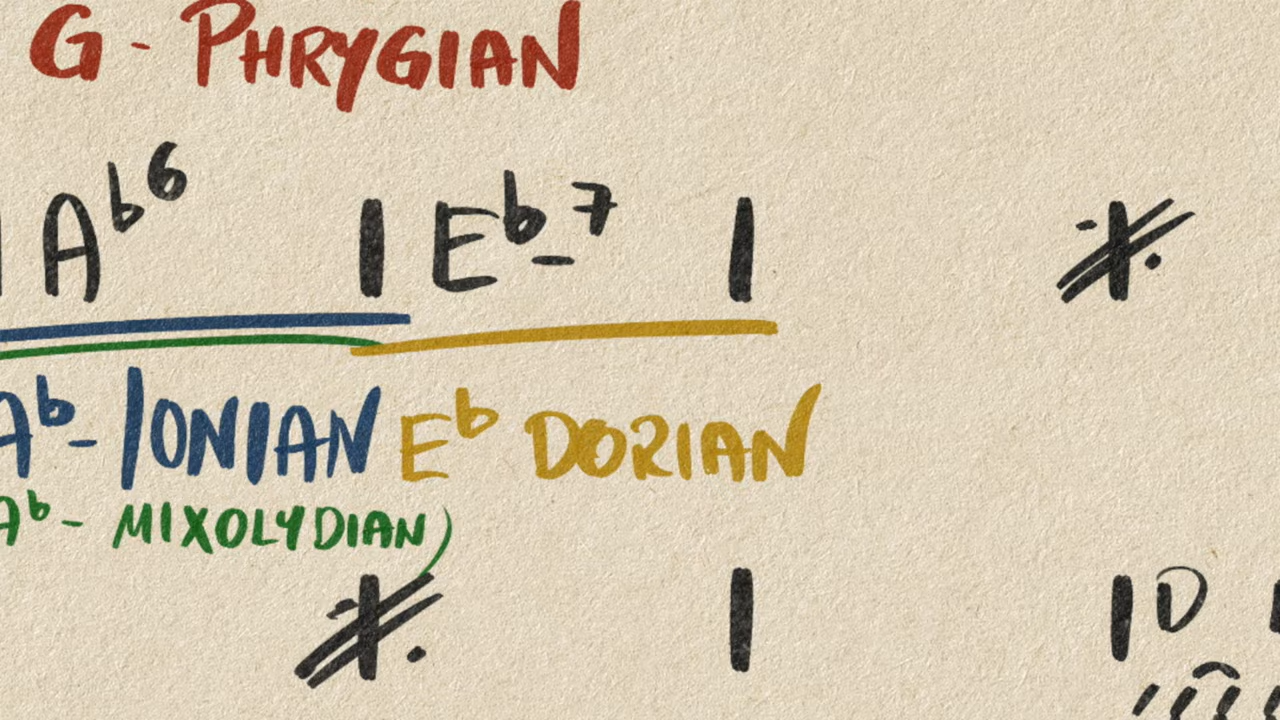 G - PHRYGIAN
| A♭6 | E♭-7 | 𝄎
A♭- IONIAN E♭ DORIAN
A♭- MIXOLYDIAN)
𝄎 | | D